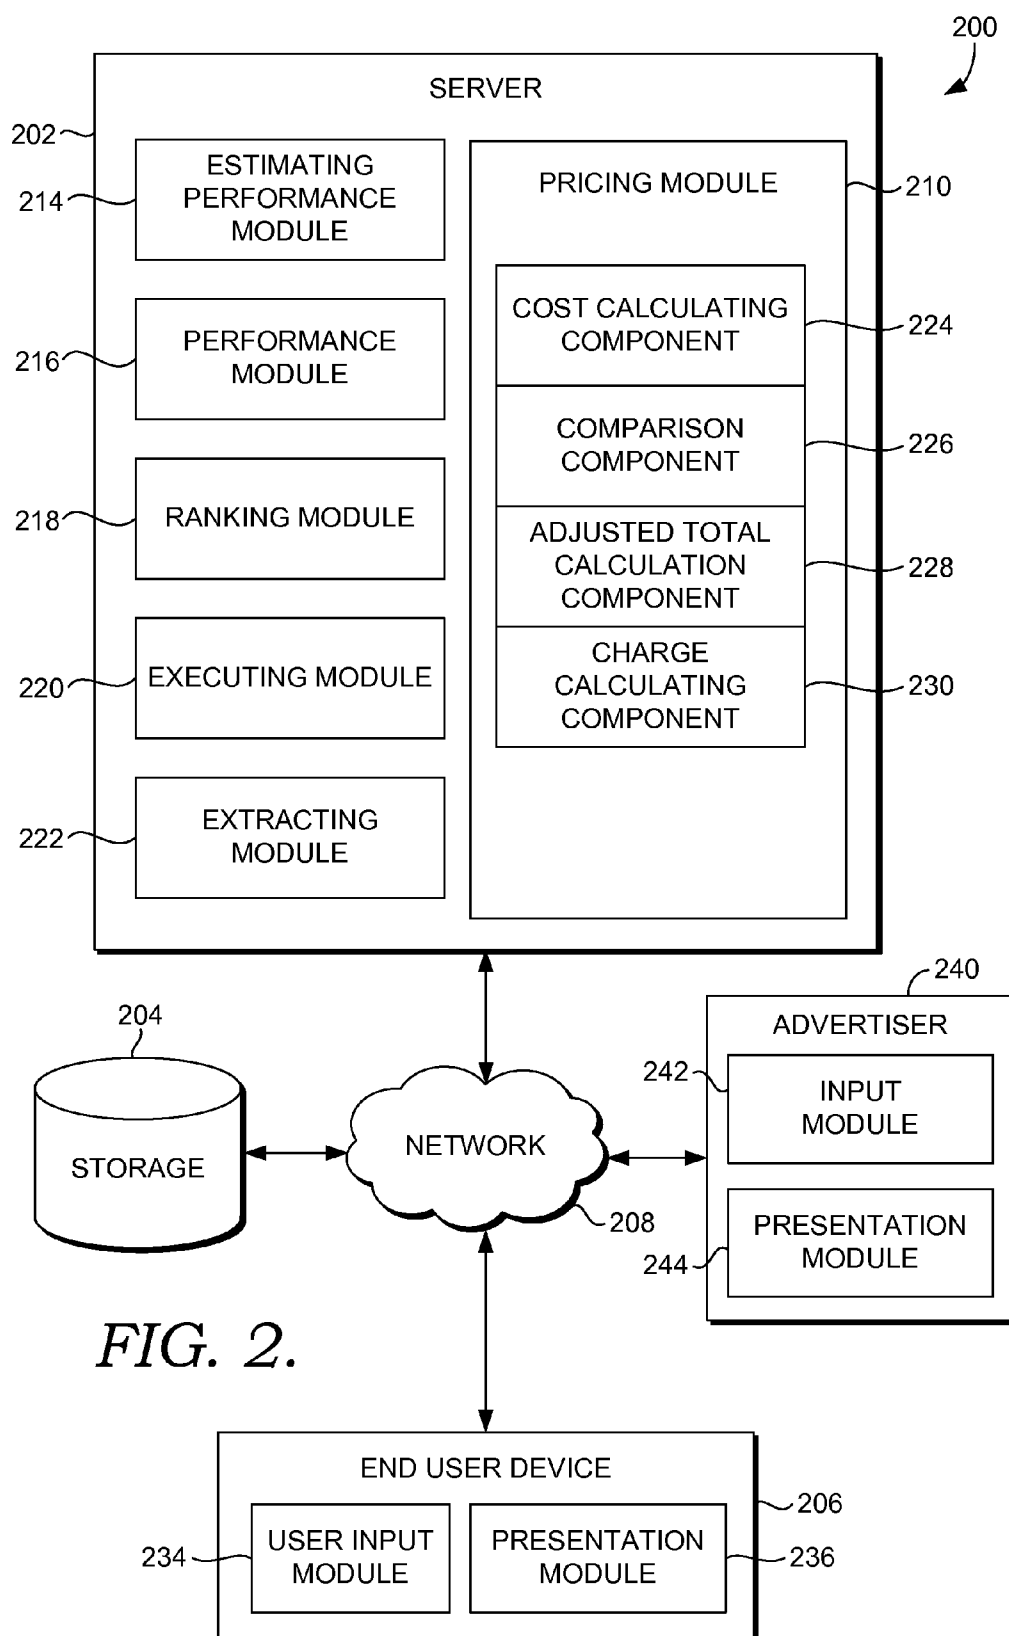 200
SERVER
202
ESTIMATING
PERFORMANCE
MODULE
214
PRICING MODULE
210
COST CALCULATING
COMPONENT
224
PERFORMANCE
MODULE
216
COMPARISON
COMPONENT
226
RANKING MODULE
218
ADJUSTED TOTAL
CALCULATION
COMPONENT
228
EXECUTING MODULE
220
CHARGE
CALCULATING
COMPONENT
230
EXTRACTING
MODULE
222
240
ADVERTISER
204
242
INPUT
MODULE
STORAGE
NETWORK
208
PRESENTATION
MODULE
244
FIG. 2.
END USER DEVICE
206
234
USER INPUT
MODULE
PRESENTATION
MODULE
236